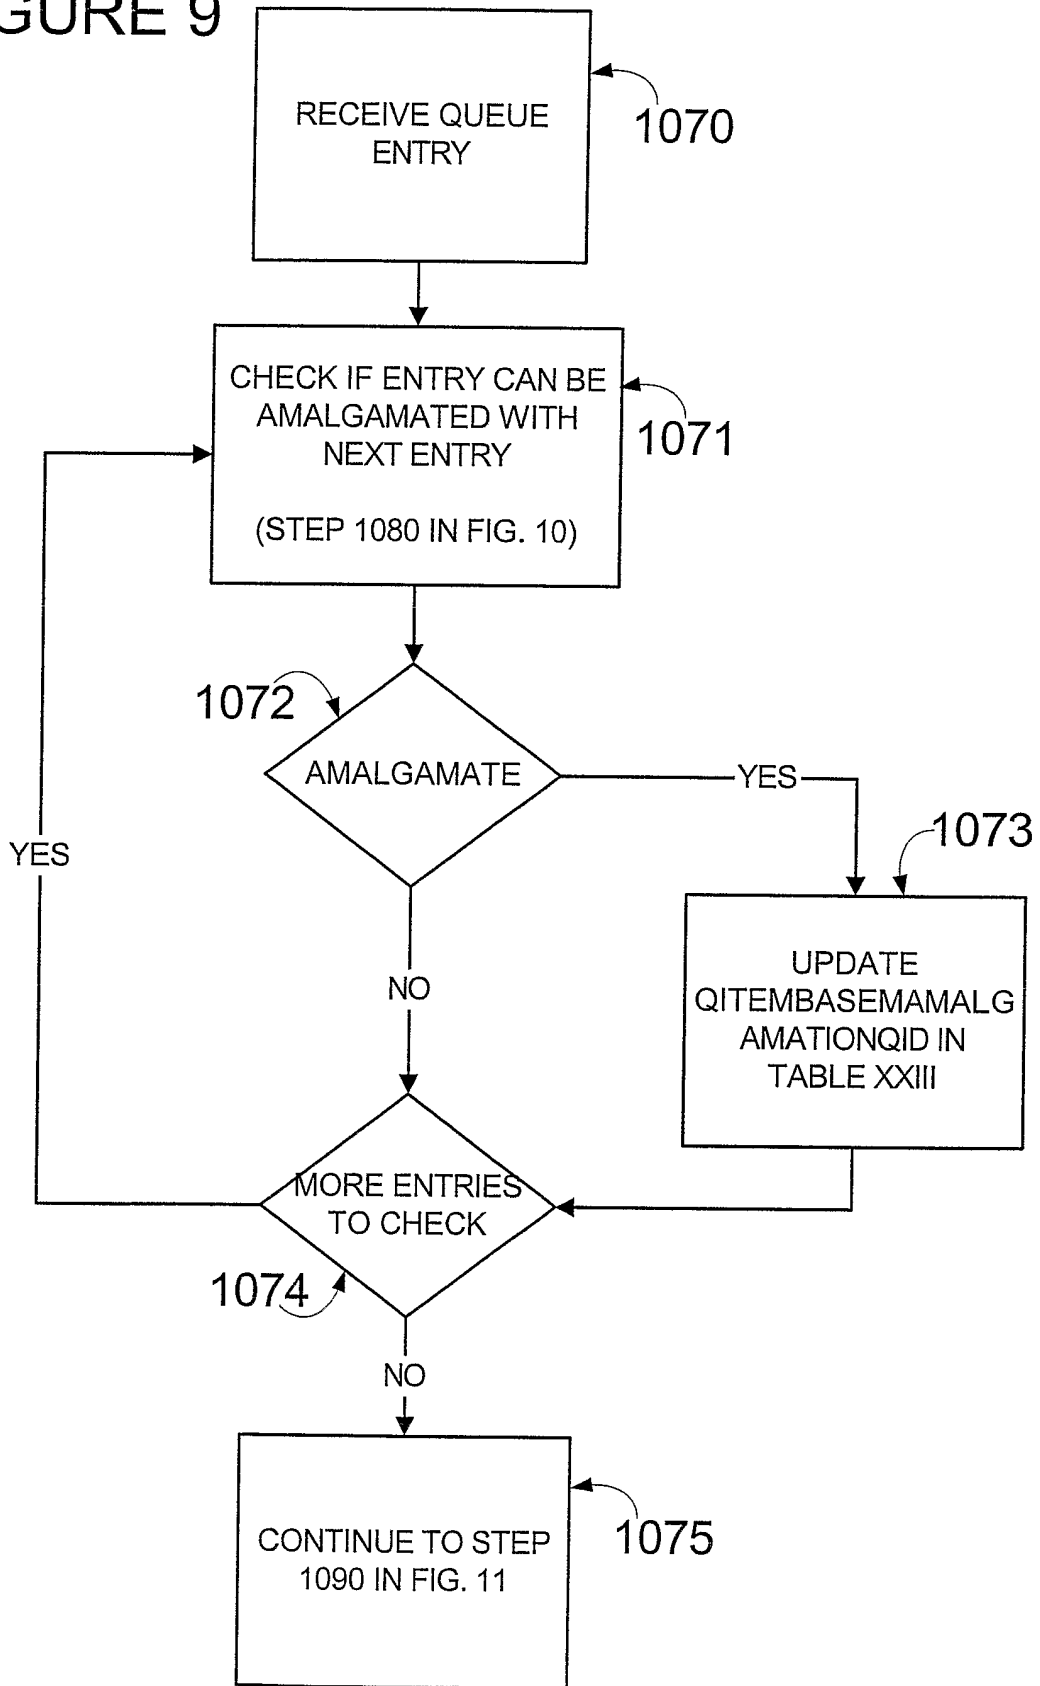 GURE 9
RECEIVE QUEUE
ENTRY
1070
CHECK IF ENTRY CAN BE
AMALGAMATED WITH
NEXT ENTRY
(STEP 1080 IN FIG. 10)
1071
1072
AMALGAMATE
YES
1073
UPDATE
QITEMBASEMAMALG
AMATIONQID IN
TABLE XXIII
YES
NO
MORE ENTRIES
TO CHECK
1074
NO
CONTINUE TO STEP
1090 IN FIG. 11
1075